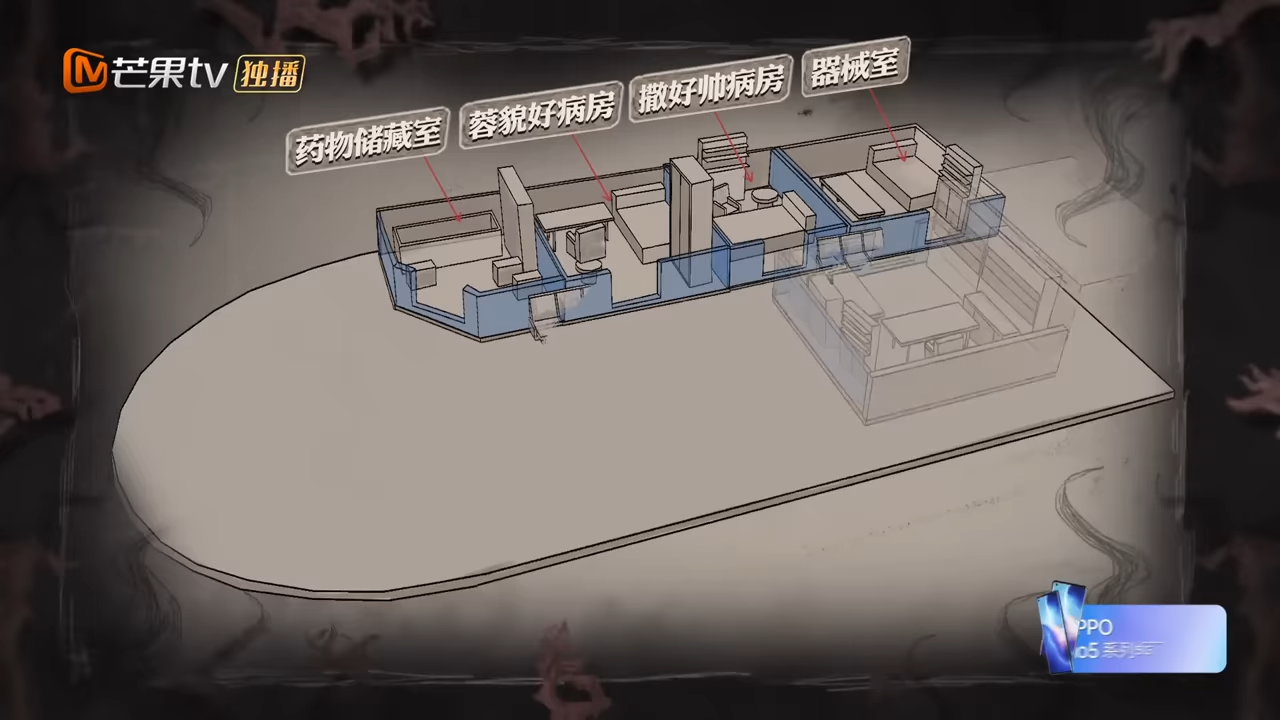 芒果tv 独播
药物储藏室
蓉貌好病房
撒好帅病房
器械室
PPO
o5 系列